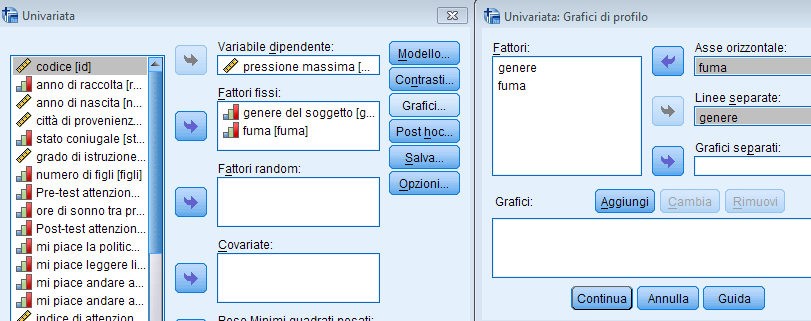 Univariata
codice [id]
anno di raccolta [r...
anno di nascita [n...
città di provenienz...
stato coniugale [st...
grado di istruzione...
numero di figli [figli]
Pre-test attenzion...
ore di sonno tra pr...
Post-test attenzion...
mi piace la politic...
mi piace leggere li...
mi piace andare a...
mi piace andare a...
indice di attenzion
Variabile dipendente:
pressione massima [...
Fattori fissi:
genere del soggetto [g...
fuma [fuma]
Fattori random:
Covariate:
Peso Minimi quadrati pesati:
Modello...
Contrasti...
Grafici...
Post hoc...
Salva...
Opzioni...
Univariata: Grafici di profilo
Fattori:
genere
fuma
Asse orizzontale:
fuma
Linee separate:
genere
Grafici separati:
Grafici:
Aggiungi
Cambia
Rimuovi
Continua
Annulla
Guida